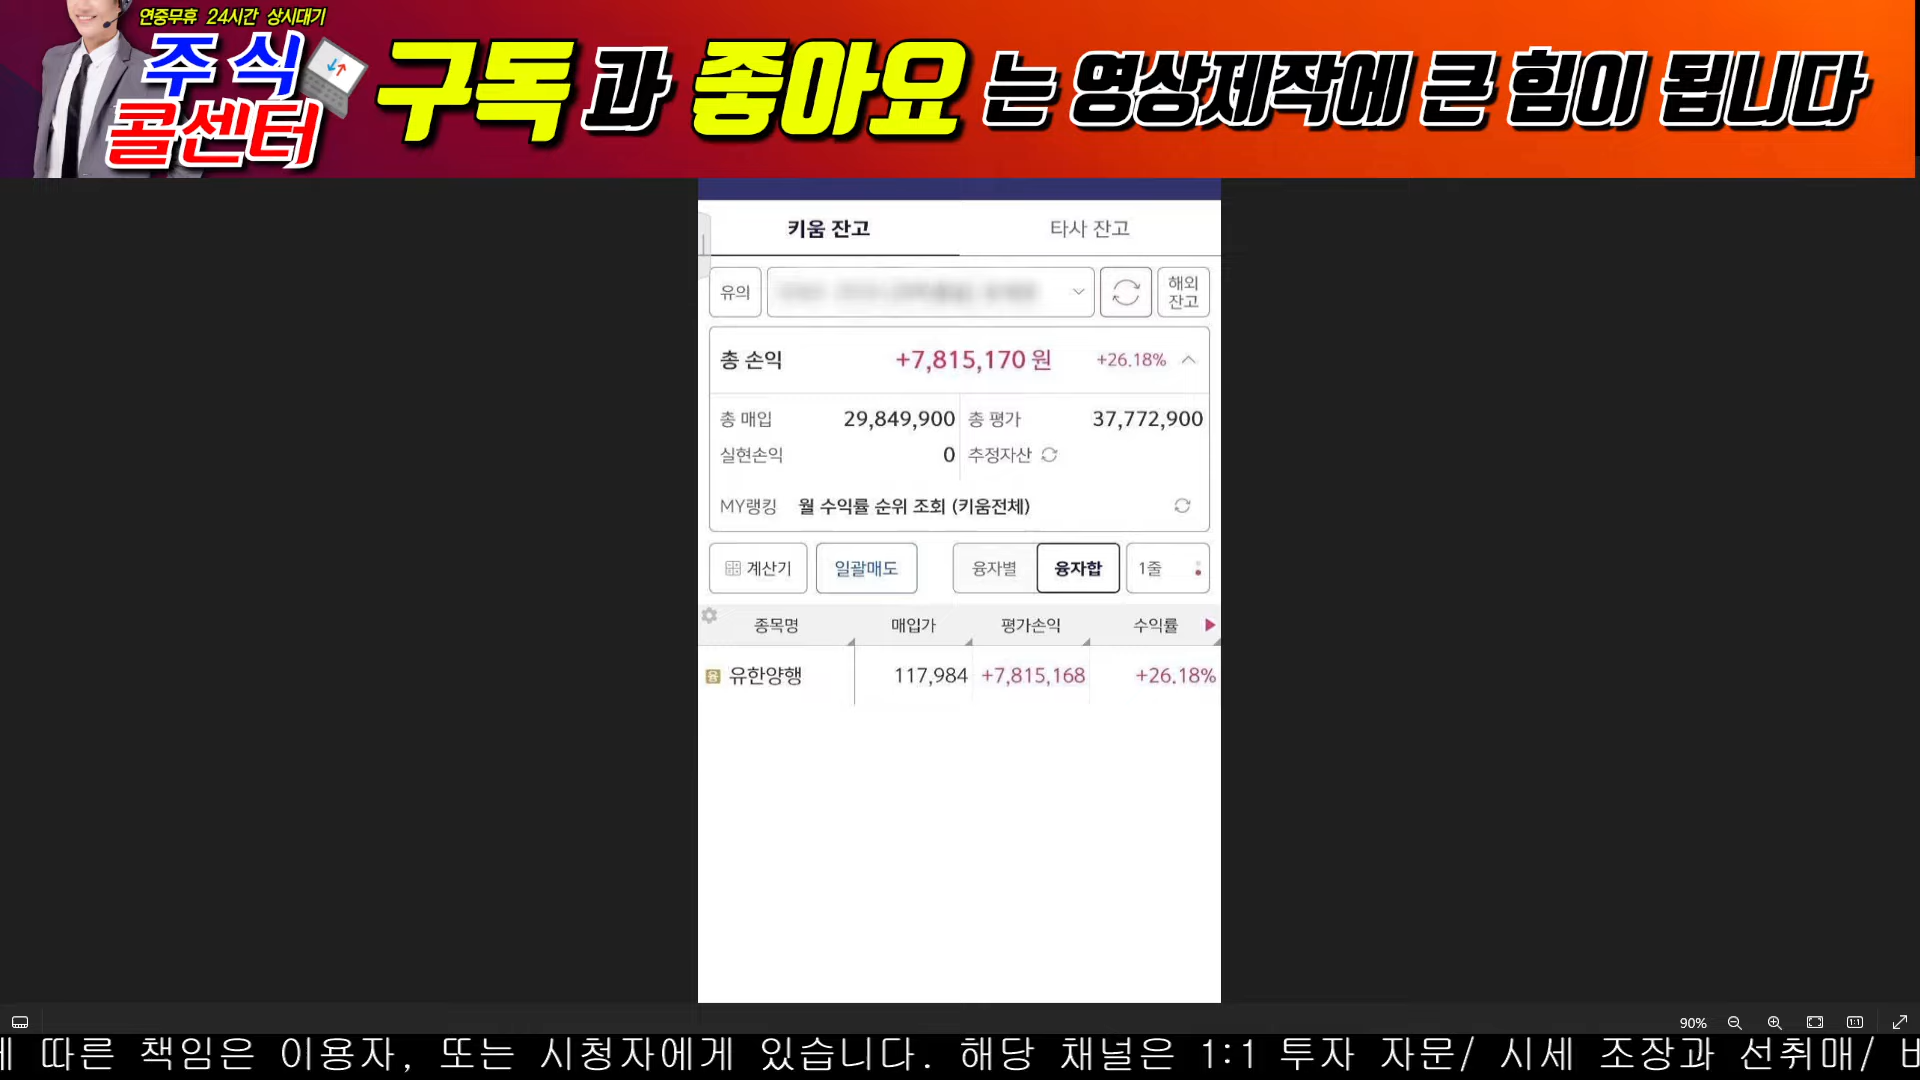 연중무휴 24시간 상시대기
주식
콜센터
구독과 좋아요는 영상제작에 큰 힘이 됩니다
키움 잔고 타사 잔고
유의 해외 잔고
총 손익 +7,815,170 원 +26.18%
총 매입 29,849,900 총 평가 37,772,900
실현손익 0 추정자산
MY랭킹 월 수익률 순위 조회 (키움전체)
계산기 일괄매도 융자별 융자합 1줄
종목명 매입가 평가손익 수익률
융 유한양행 117,984 +7,815,168 +26.18%
90% 1:1
따른 책임은 이용자, 또는 시청자에게 있습니다. 해당 채널은 1:1 투자 자문/ 시세 조장과 선취매/